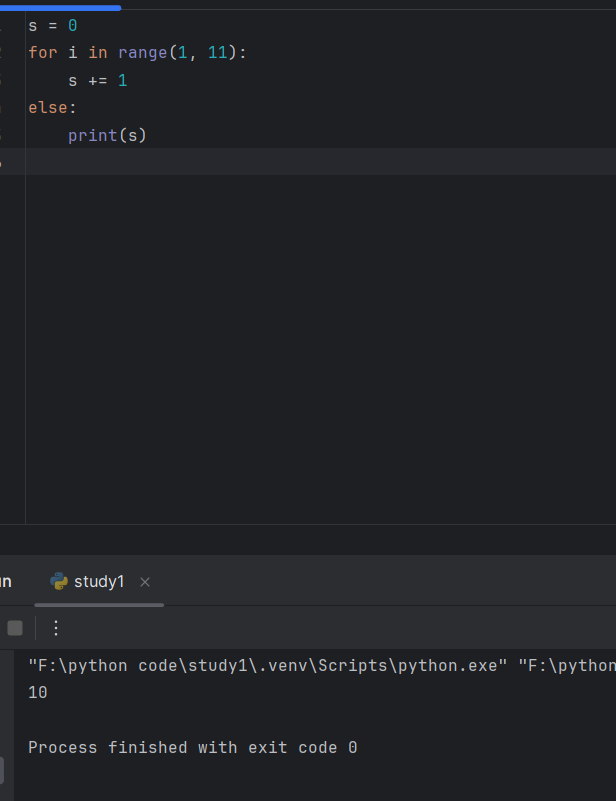 s = 0
for i in range(1, 11):
    s += 1
else:
    print(s)
study1
"F:\python code\study1\.venv\Scripts\python.exe" "F:\python
10
Process finished with exit code 0